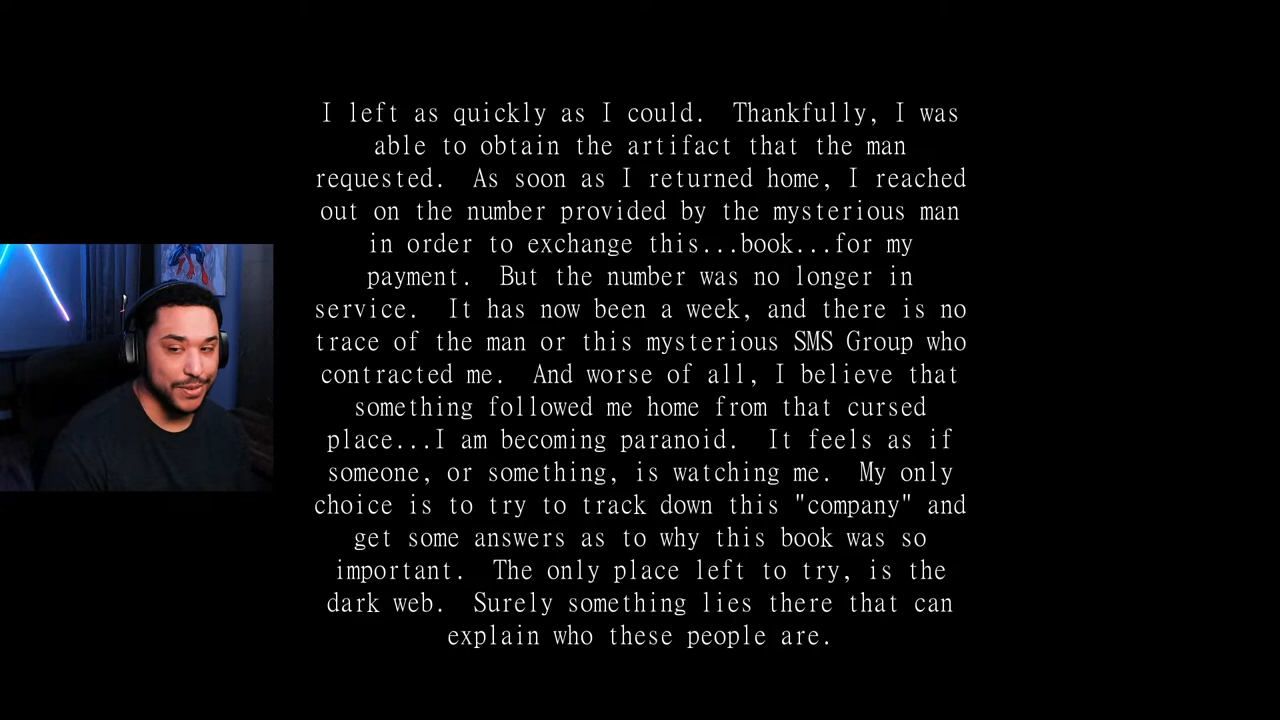 I left as quickly as I could.  Thankfully, I was
able to obtain the artifact that the man
requested.  As soon as I returned home, I reached
out on the number provided by the mysterious man
in order to exchange this...book...for my
payment.  But the number was no longer in
service.  It has now been a week, and there is no
trace of the man or this mysterious SMS Group who
contracted me.  And worse of all, I believe that
something followed me home from that cursed
place...I am becoming paranoid.  It feels as if
someone, or something, is watching me.  My only
choice is to try to track down this "company" and
get some answers as to why this book was so
important.  The only place left to try, is the
dark web.  Surely something lies there that can
explain who these people are.